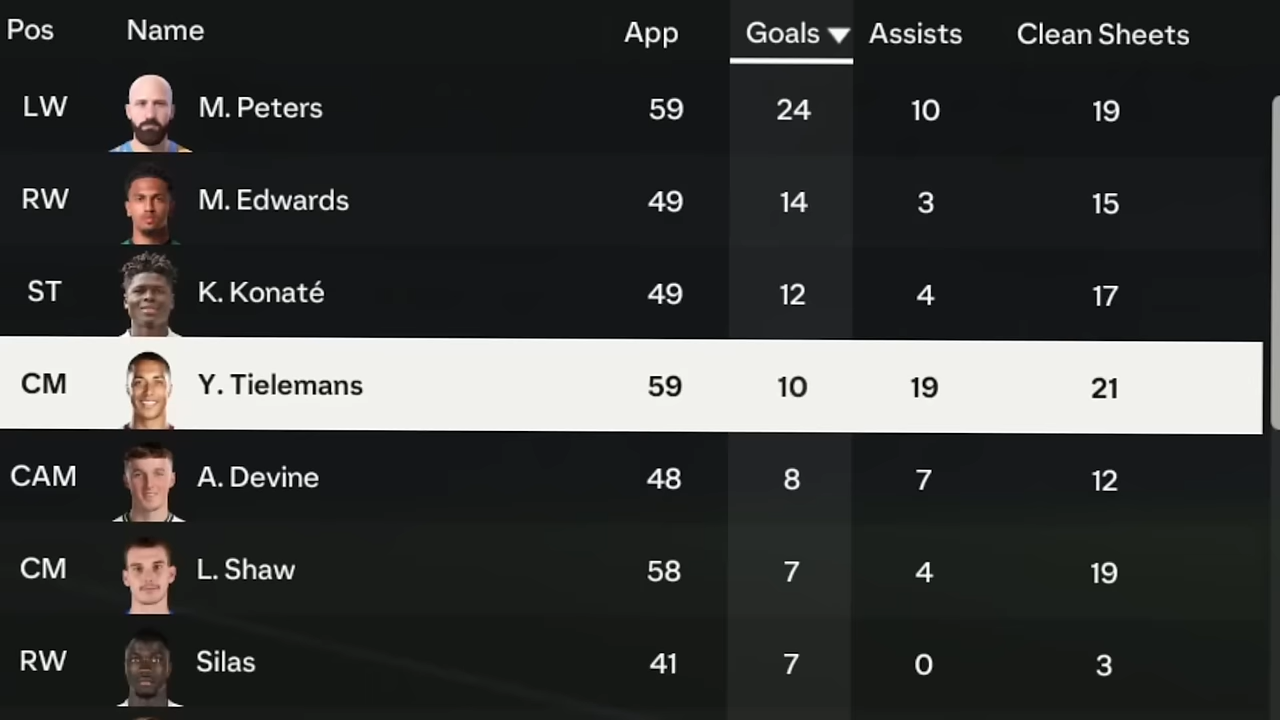 Pos Name App Goals Assists Clean Sheets
LW M. Peters 59 24 10 19
RW M. Edwards 49 14 3 15
ST K. Konaté 49 12 4 17
CM Y. Tielemans 59 10 19 21
CAM A. Devine 48 8 7 12
CM L. Shaw 58 7 4 19
RW Silas 41 7 0 3